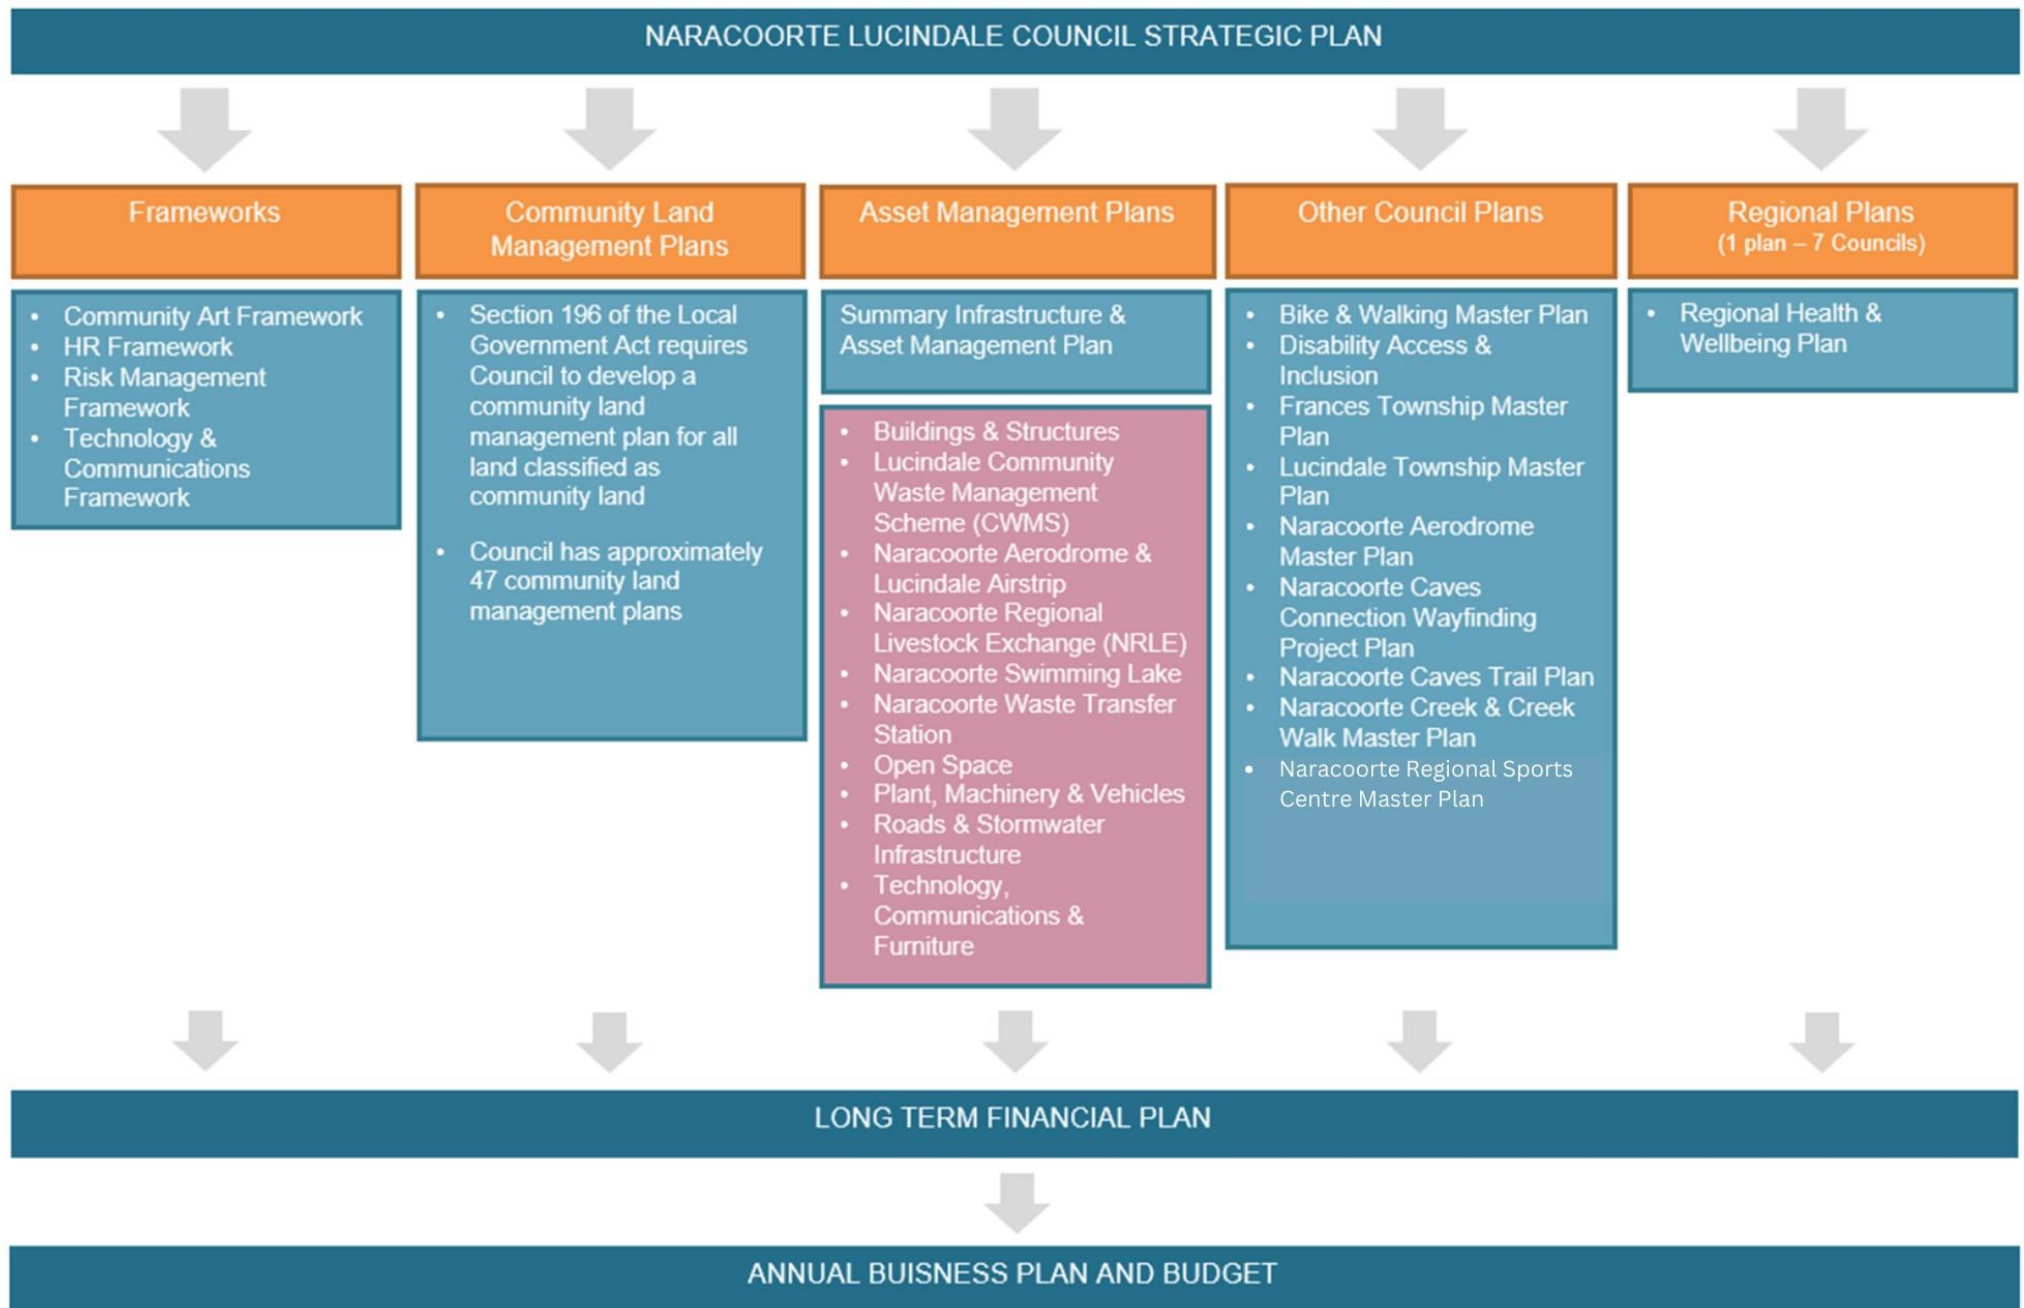 NARACOORTE LUCINDALE COUNCIL STRATEGIC PLAN
Frameworks
• Community Art Framework
• HR Framework
• Risk Management
Framework
• Technology &
Communications
Framework
Community Land
Management Plans
• Section 196 of the Local
Government Act requires
Council to develop a
community land
management plan for all
land classified as
community land
• Council has approximately
47 community land
management plans
Asset Management Plans
Summary Infrastructure &
Asset Management Plan
• Buildings & Structures
• Lucindale Community
Waste Management
Scheme (CWMS)
• Naracoorte Aerodrome &
Lucindale Airstrip
• Naracoorte Regional
Livestock Exchange (NRLE)
• Naracoorte Swimming Lake
• Naracoorte Waste Transfer
Station
• Open Space
• Plant, Machinery & Vehicles
• Roads & Stormwater
Infrastructure
• Technology,
Communications &
Furniture
Other Council Plans
• Bike & Walking Master Plan
• Disability Access &
Inclusion
• Frances Township Master
Plan
• Lucindale Township Master
Plan
• Naracoorte Aerodrome
Master Plan
• Naracoorte Caves
Connection Wayfinding
Project Plan
• Naracoorte Caves Trail Plan
• Naracoorte Creek & Creek
Walk Master Plan
• Naracoorte Regional Sports
Centre Master Plan
Regional Plans
(1 plan – 7 Councils)
• Regional Health &
Wellbeing Plan
LONG TERM FINANCIAL PLAN
ANNUAL BUISNESS PLAN AND BUDGET